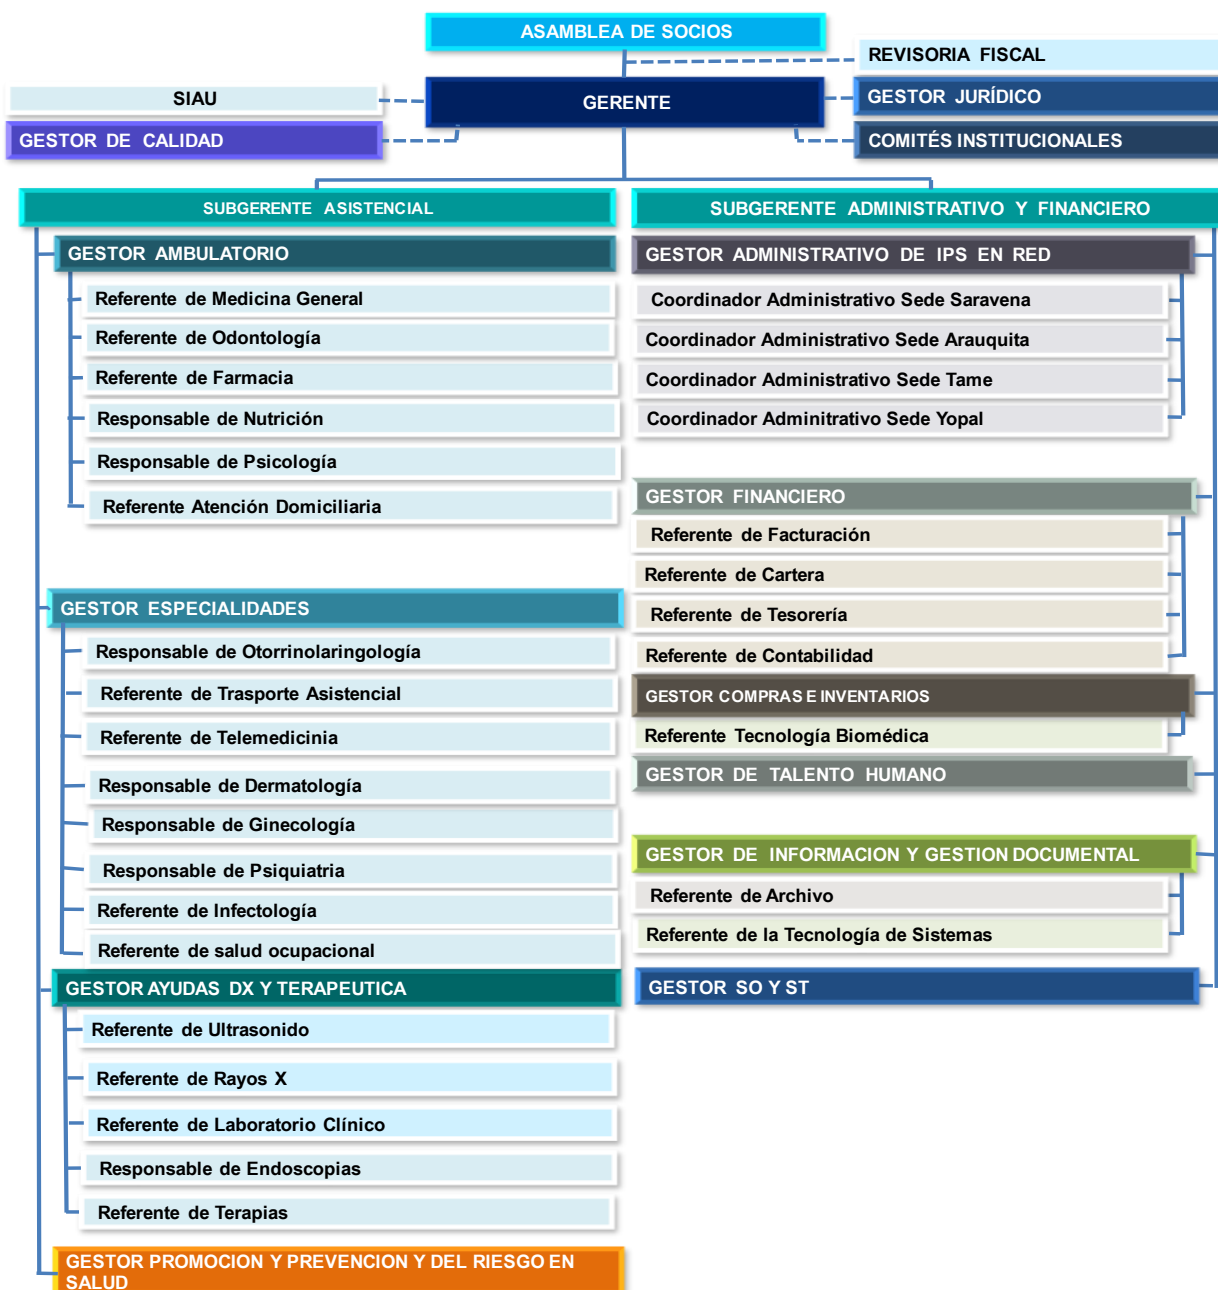 ASAMBLEA DE SOCIOS
REVISORIA FISCAL
SIAU
GERENTE
GESTOR JURÍDICO
GESTOR DE CALIDAD
COMITÉS INSTITUCIONALES
SUBGERENTE ASISTENCIAL
GESTOR AMBULATORIO
Referente de Medicina General
Referente de Odontología
Referente de Farmacia
Responsable de Nutrición
Responsable de Psicología
Referente Atención Domiciliaria
GESTOR ESPECIALIDADES
Responsable de Otorrinolaringología
Referente de Trasporte Asistencial
Referente de Telemedicinia
Responsable de Dermatología
Responsable de Ginecología
Responsable de Psiquiatria
Referente de Infectología
Referente de salud ocupacional
GESTOR AYUDAS DX Y TERAPEUTICA
Referente de Ultrasonido
Referente de Rayos X
Referente de Laboratorio Clínico
Responsable de Endoscopias
Referente de Terapias
GESTOR PROMOCION Y PREVENCION Y DEL RIESGO EN
SALUD
SUBGERENTE ADMINISTRATIVO Y FINANCIERO
GESTOR ADMINISTRATIVO DE IPS EN RED
Coordinador Administrativo Sede Saravena
Coordinador Administrativo Sede Arauquita
Coordinador Administrativo Sede Tame
Coordinador Adminitrativo Sede Yopal
GESTOR FINANCIERO
Referente de Facturación
Referente de Cartera
Referente de Tesorería
Referente de Contabilidad
GESTOR COMPRAS E INVENTARIOS
Referente Tecnología Biomédica
GESTOR DE TALENTO HUMANO
GESTOR DE INFORMACION Y GESTION DOCUMENTAL
Referente de Archivo
Referente de la Tecnología de Sistemas
GESTOR SO Y ST